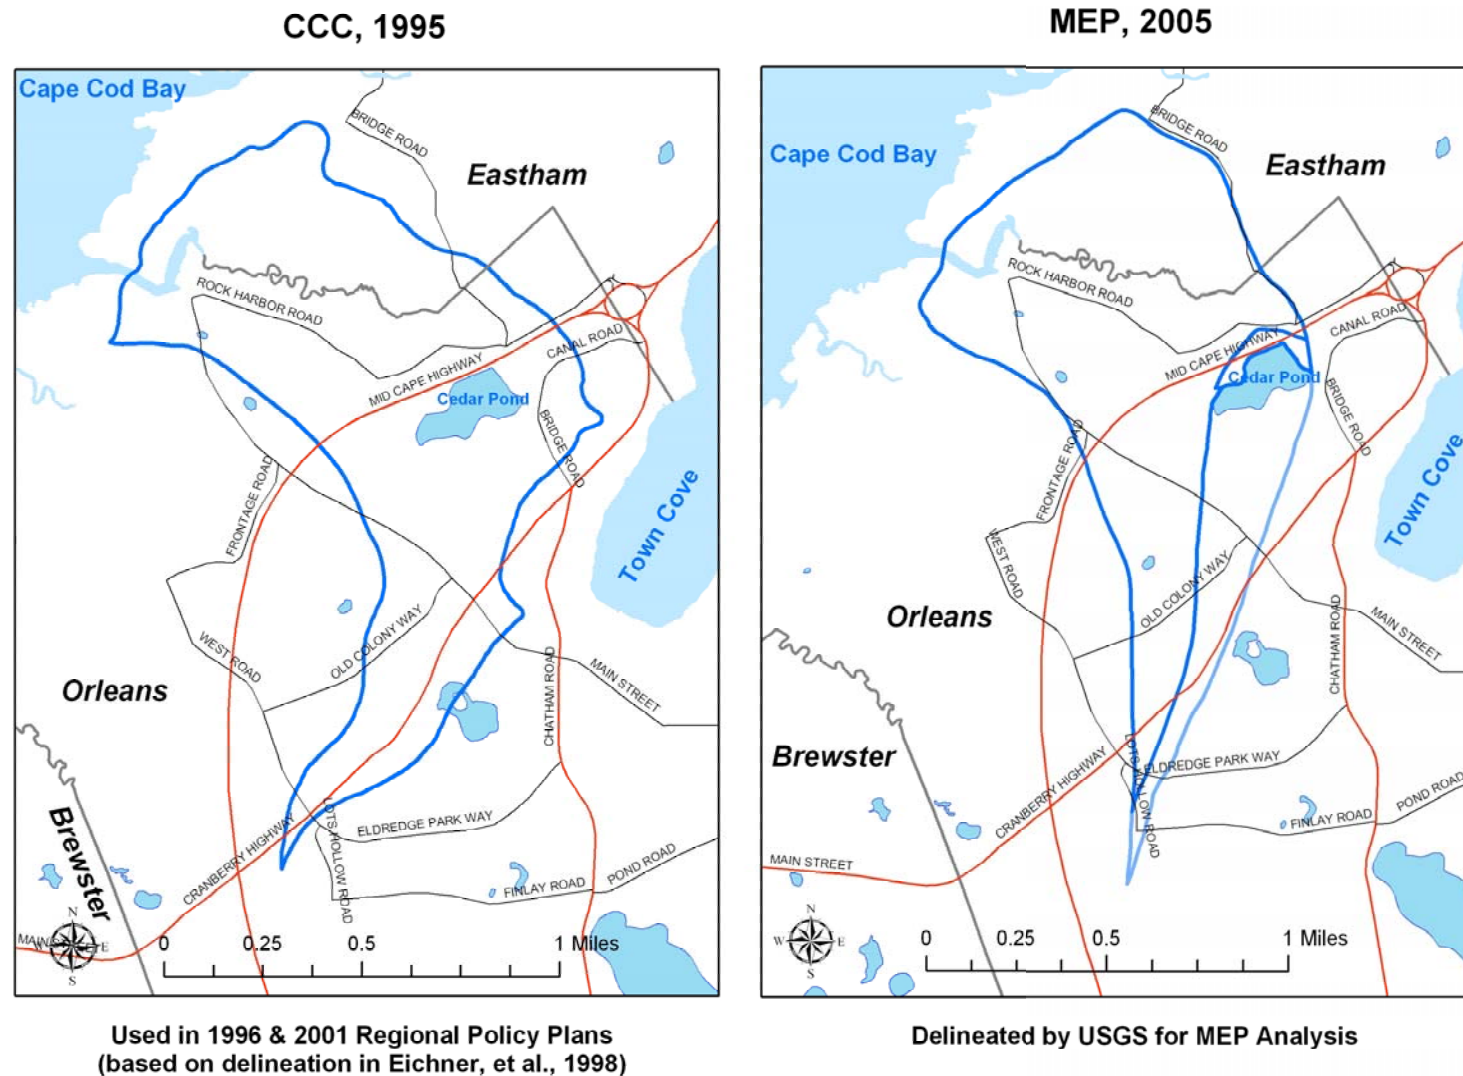 CCC, 1995
MEP, 2005
Cape Cod Bay
BRIDGE ROAD
Eastham
ROCK HARBOR ROAD
CANAL ROAD
MID CAPE HIGHWAY
Cedar Pond
BRIDGE ROAD
FRONTAGE ROAD
Town Cove
WEST ROAD
OLD COLONY WAY
MAIN STREET
Orleans
CHATHAM ROAD
LOTS HOLLOW ROAD
ELDREDGE PARK WAY
CRANBERRY HIGHWAY
Brewster
POND ROAD
FINLAY ROAD
N
W
E
S
0
0.25
0.5
1 Miles
Cape Cod Bay
BRIDGE ROAD
Eastham
ROCK HARBOR ROAD
CANAL ROAD
MID CAPE HIGHWAY
Cedar Pond
BRIDGE ROAD
FRONTAGE ROAD
Town Cove
WEST ROAD
OLD COLONY WAY
Orleans
MAIN STREET
CHATHAM ROAD
Brewster
LOTS HOLLOW ROAD
ELDREDGE PARK WAY
CRANBERRY HIGHWAY
POND ROAD
FINLAY ROAD
MAIN STREET
N
W
E
S
0
0.25
0.5
1 Miles
Used in 1996 & 2001 Regional Policy Plans
(based on delineation in Eichner, et al., 1998)
Delineated by USGS for MEP Analysis